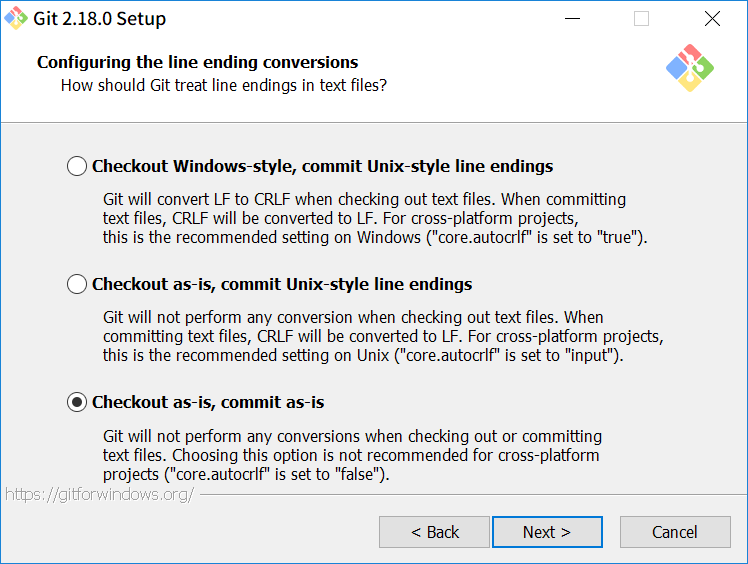 Git 2.18.0 Setup
Configuring the line ending conversions
How should Git treat line endings in text files?
Checkout Windows-style, commit Unix-style line endings
Git will convert LF to CRLF when checking out text files. When committing
text files, CRLF will be converted to LF. For cross-platform projects,
this is the recommended setting on Windows ("core.autocrlf" is set to "true").
Checkout as-is, commit Unix-style line endings
Git will not perform any conversion when checking out text files. When
committing text files, CRLF will be converted to LF. For cross-platform projects,
this is the recommended setting on Unix ("core.autocrlf" is set to "input").
Checkout as-is, commit as-is
Git will not perform any conversions when checking out or committing
text files. Choosing this option is not recommended for cross-platform
projects ("core.autocrlf" is set to "false").
https://gitforwindows.org/
< Back
Next >
Cancel